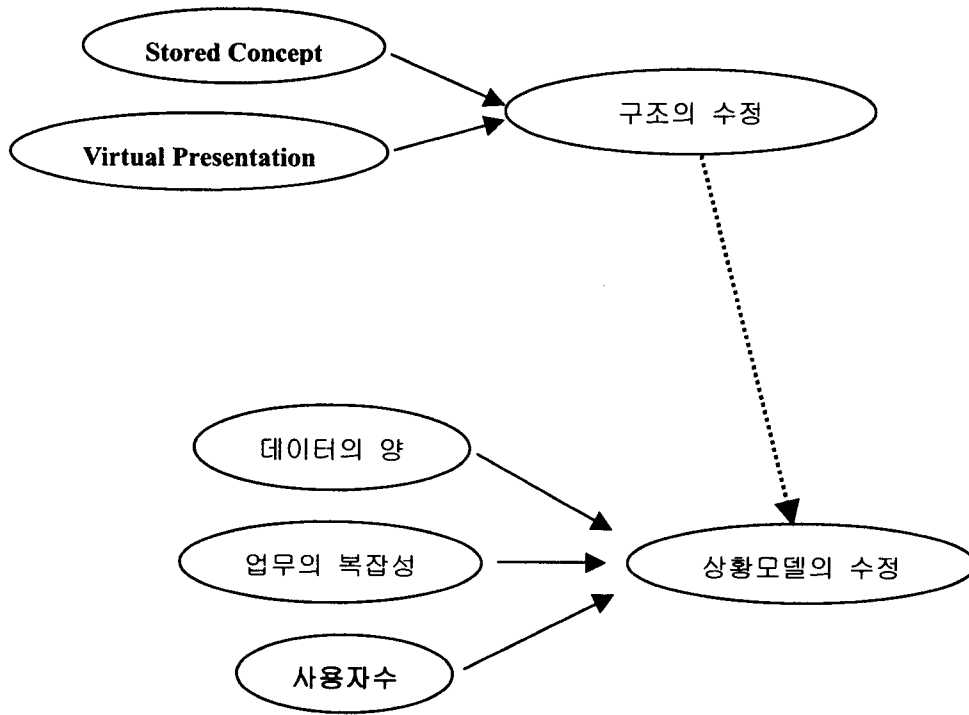 Stored Concept
구조의 수정
Virtual Presentation
데이터의 양
업무의 복잡성
상황모델의 수정
사용자수